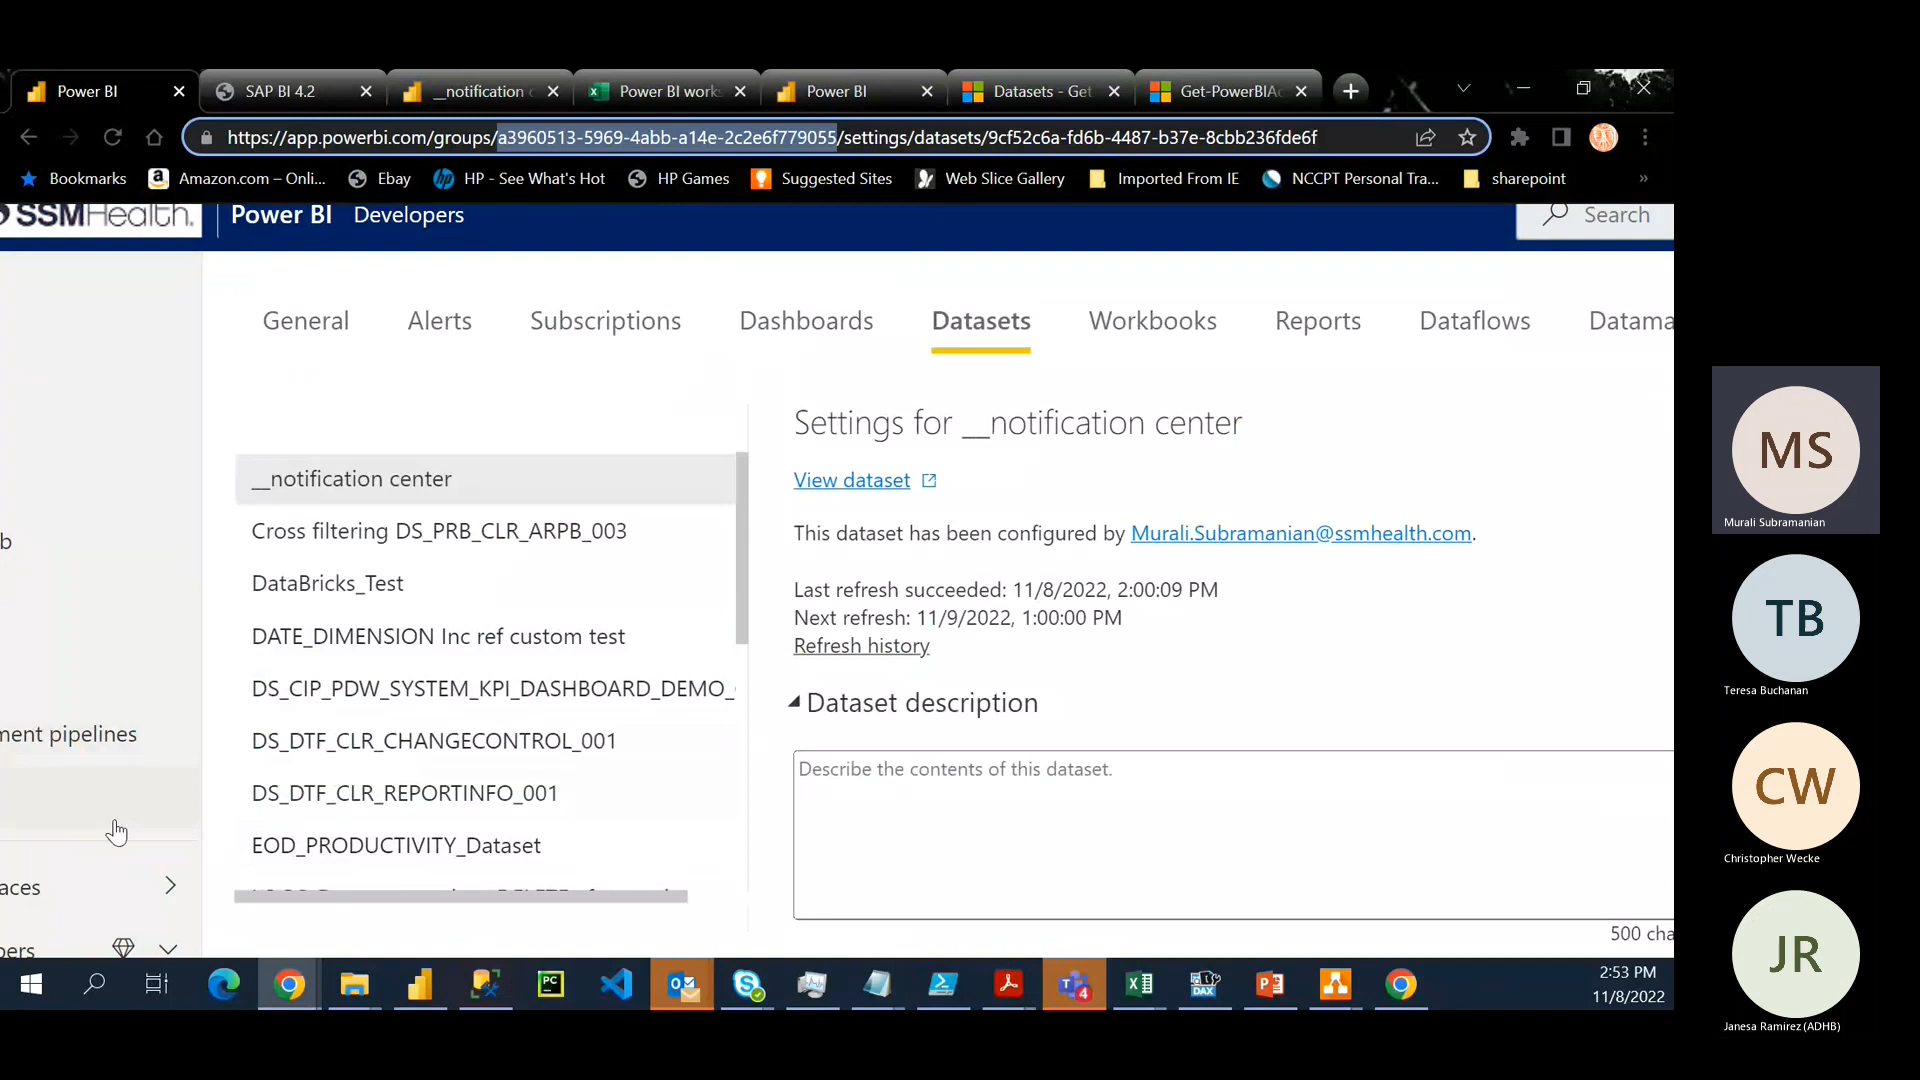 Power BI
SAP BI 4.2
__notification c
Power BI work
Power BI
Datasets - Get
Get-PowerBIAc
https://app.powerbi.com/groups/a3960513-5969-4abb-a14e-2c2e6f779055/settings/datasets/9cf52c6a-fd6b-4487-b37e-8cbb236fde6f
Bookmarks
Amazon.com – Onli...
Ebay
HP - See What's Hot
HP Games
Suggested Sites
Web Slice Gallery
Imported From IE
NCCPT Personal Tra...
sharepoint
»
SSMHealth.
Power BI Developers
Search
General
Alerts
Subscriptions
Dashboards
Datasets
Workbooks
Reports
Dataflows
Datama
Settings for __notification center
__notification center
View dataset
Cross filtering DS_PRB_CLR_ARPB_003
This dataset has been configured by Murali.Subramanian@ssmhealth.com.
DataBricks_Test
Last refresh succeeded: 11/8/2022, 2:00:09 PM
Next refresh: 11/9/2022, 1:00:00 PM
DATE_DIMENSION Inc ref custom test
Refresh history
DS_CIP_PDW_SYSTEM_KPI_DASHBOARD_DEMO_
Dataset description
DS_DTF_CLR_CHANGECONTROL_001
Describe the contents of this dataset.
DS_DTF_CLR_REPORTINFO_001
EOD_PRODUCTIVITY_Dataset
500 cha
b
ment pipelines
aces
pers
PC
DAX
4
2:53 PM
11/8/2022
MS
Murali Subramanian
TB
Teresa Buchanan
CW
Christopher Wecke
JR
Janesa Ramirez (ADHB)